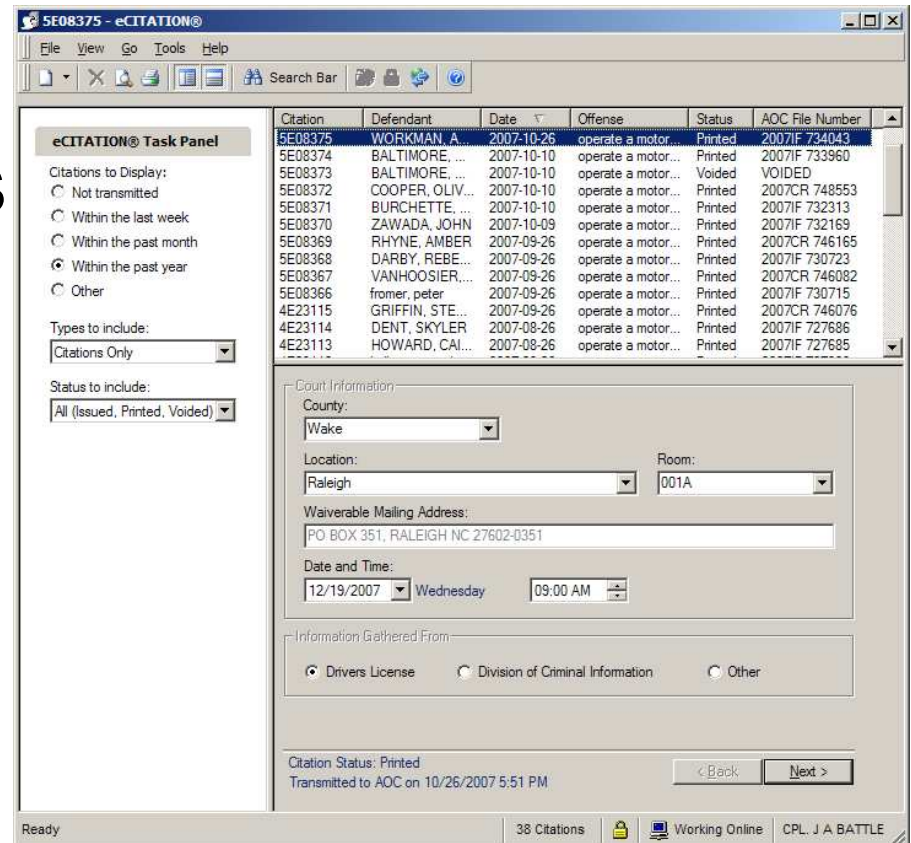 5E08375 - eCITATION®
File View Go Tools Help
Search Bar
eCITATION® Task Panel
Citations to Display:
Not transmitted
Within the last week
Within the past month
Within the past year
Other
Types to include:
Citations Only
Status to include:
All (Issued, Printed, Voided)
Citation Defendant Date Offense Status AOC File Number
5E08375 WORKMAN, A... 2007-10-26 operate a motor... Printed 2007IF 734043
5E08374 BALTIMORE, ... 2007-10-10 operate a motor... Printed 2007IF 733960
5E08373 BALTIMORE, ... 2007-10-10 operate a motor... Voided VOIDED
5E08372 COOPER, OLIV... 2007-10-10 operate a motor... Printed 2007CR 748553
5E08371 BURCHETTE, ... 2007-10-10 operate a motor... Printed 2007IF 732313
5E08370 ZAWADA, JOHN 2007-10-09 operate a motor... Printed 2007IF 732169
5E08369 RHYNE, AMBER 2007-09-26 operate a motor... Printed 2007CR 746165
5E08368 DARBY, REBE... 2007-09-26 operate a motor... Printed 2007IF 730723
5E08367 VANHOOSIER,... 2007-09-26 operate a motor... Printed 2007CR 746082
5E08366 fromer, peter 2007-09-26 operate a motor... Printed 2007IF 730715
4E23115 GRIFFIN, STE... 2007-09-26 operate a motor... Printed 2007CR 746076
4E23114 DENT, SKYLER 2007-08-26 operate a motor... Printed 2007IF 727686
4E23113 HOWARD, CAI... 2007-08-26 operate a motor... Printed 2007IF 727685
Court Information
County:
Wake
Location: Room:
Raleigh 001A
Waiverable Mailing Address:
PO BOX 351, RALEIGH NC 27602-0351
Date and Time:
12/19/2007 Wednesday 09:00 AM
Information Gathered From
Drivers License Division of Criminal Information Other
Citation Status: Printed
Transmitted to AOC on 10/26/2007 5:51 PM
< Back Next >
Ready 38 Citations Working Online CPL. J A BATTLE